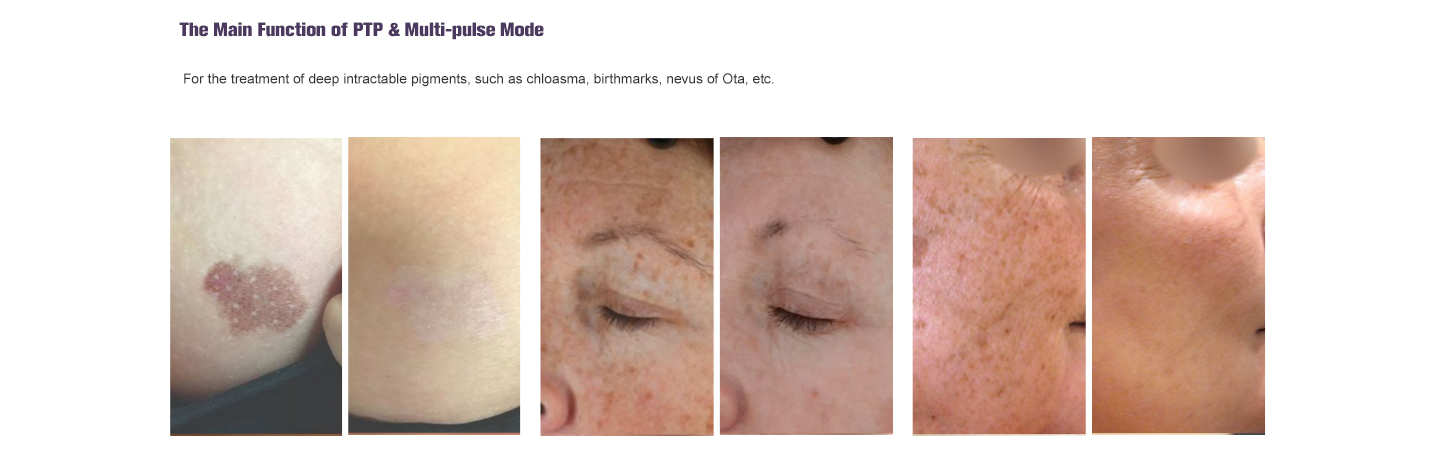 The Main Function of PTP & Multi-pulse Mode
For the treatment of deep intractable pigments, such as chloasma, birthmarks, nevus of Ota, etc.